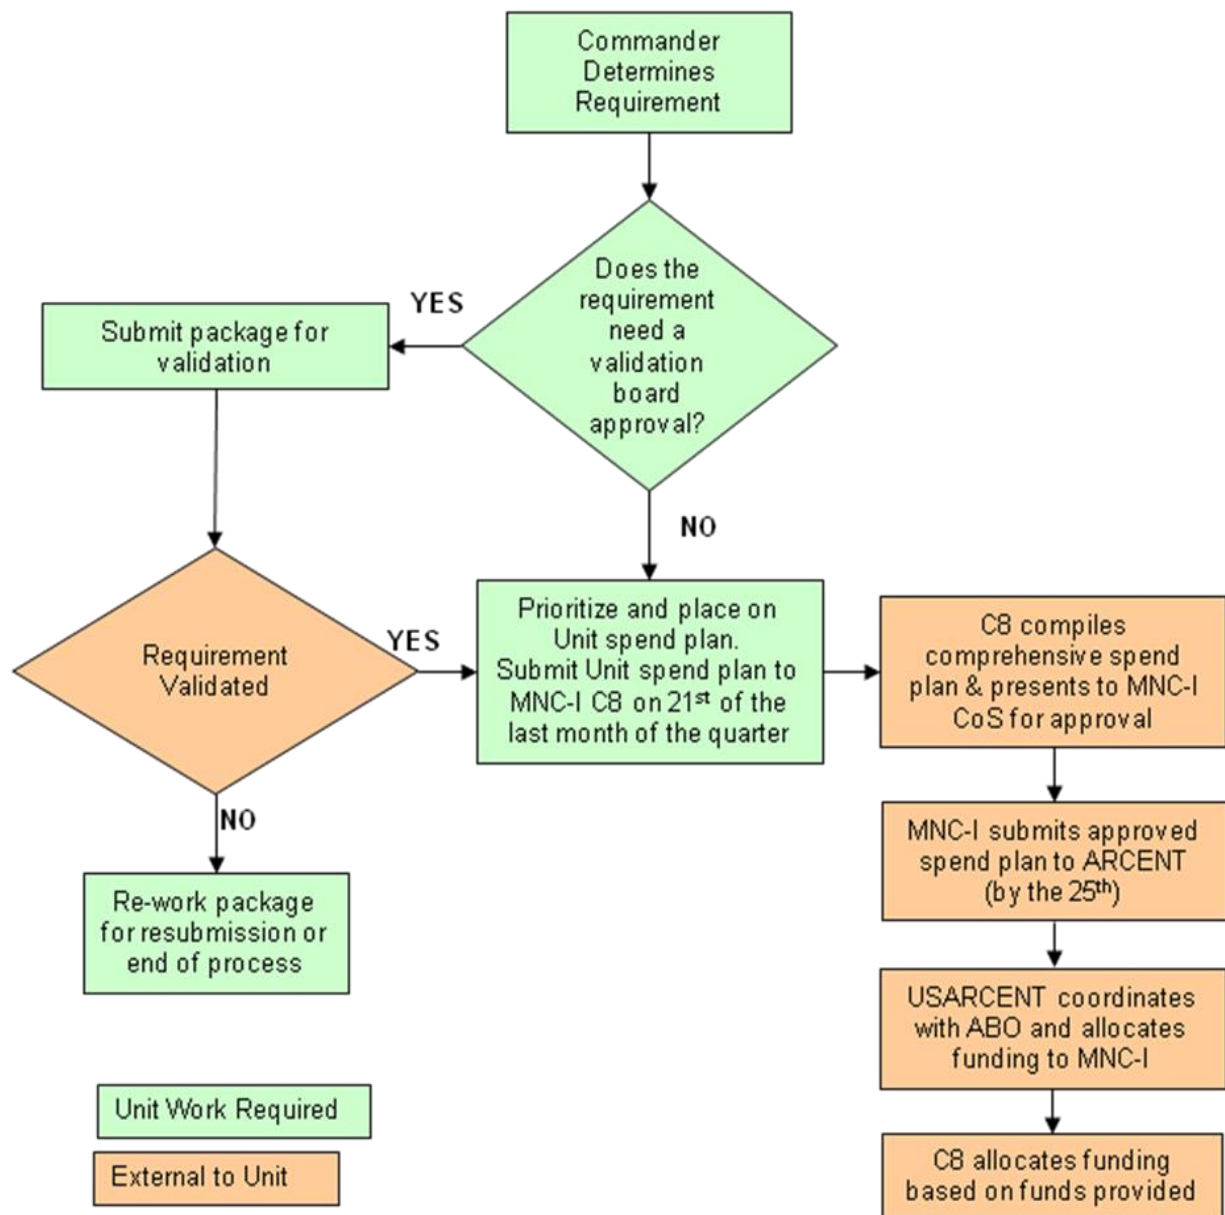 Commander
Determines
Requirement
Does the
requirement
need a
validation
board
approval?
YES
Submit package for
validation
NO
Requirement
Validated
YES
Prioritize and place on
Unit spend plan.
Submit Unit spend plan to
MNC-I C8 on 21st of the
last month of the quarter
C8 compiles
comprehensive spend
plan & presents to MNC-I
CoS for approval
NO
Re-work package
for resubmission or
end of process
MNC-I submits approved
spend plan to ARCENT
(by the 25th)
USARCENT coordinates
with ABO and allocates
funding to MNC-I
C8 allocates funding
based on funds provided
Unit Work Required
External to Unit